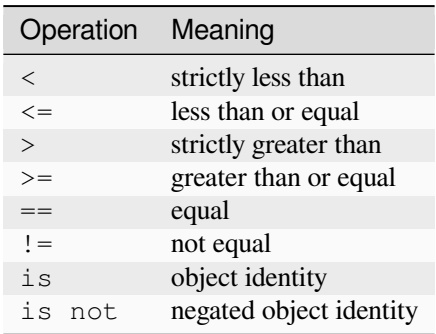 Operation Meaning
< strictly less than
<= less than or equal
> strictly greater than
>= greater than or equal
== equal
!= not equal
is object identity
is not negated object identity